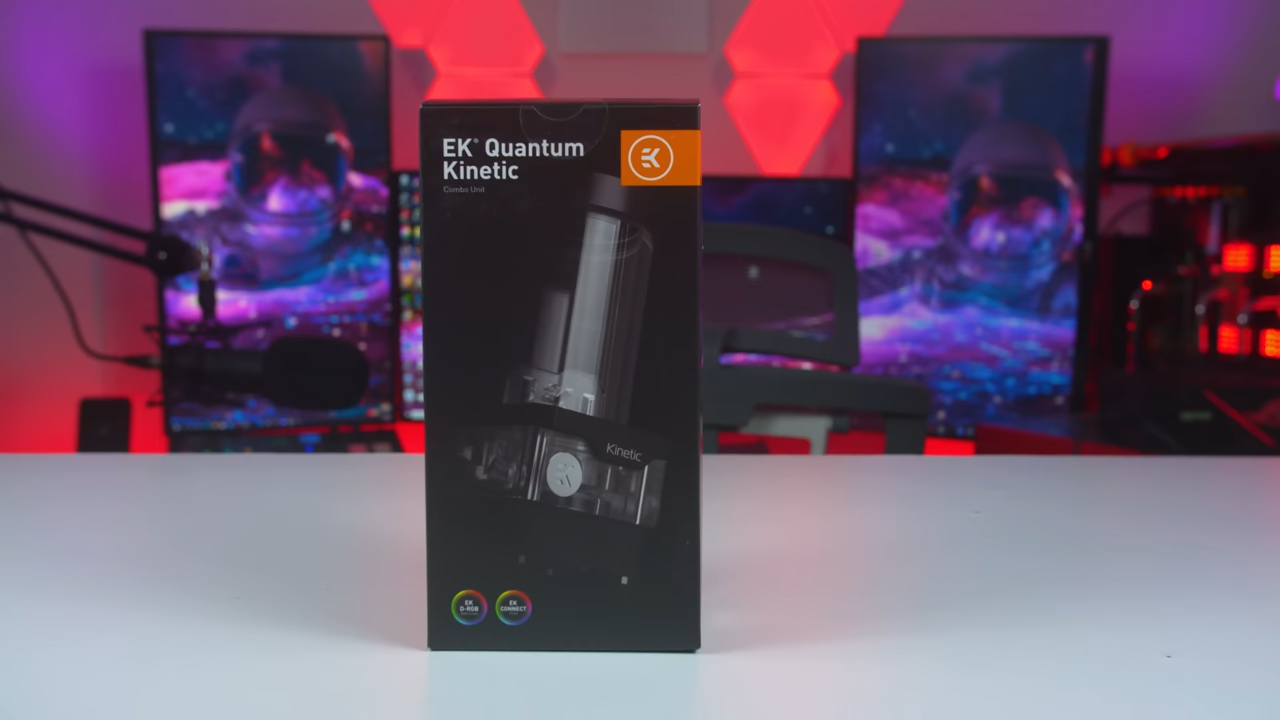 EK® Quantum
Kinetic
Combo Unit
Kinetic
EK
D-RGB
EK
CONNECT